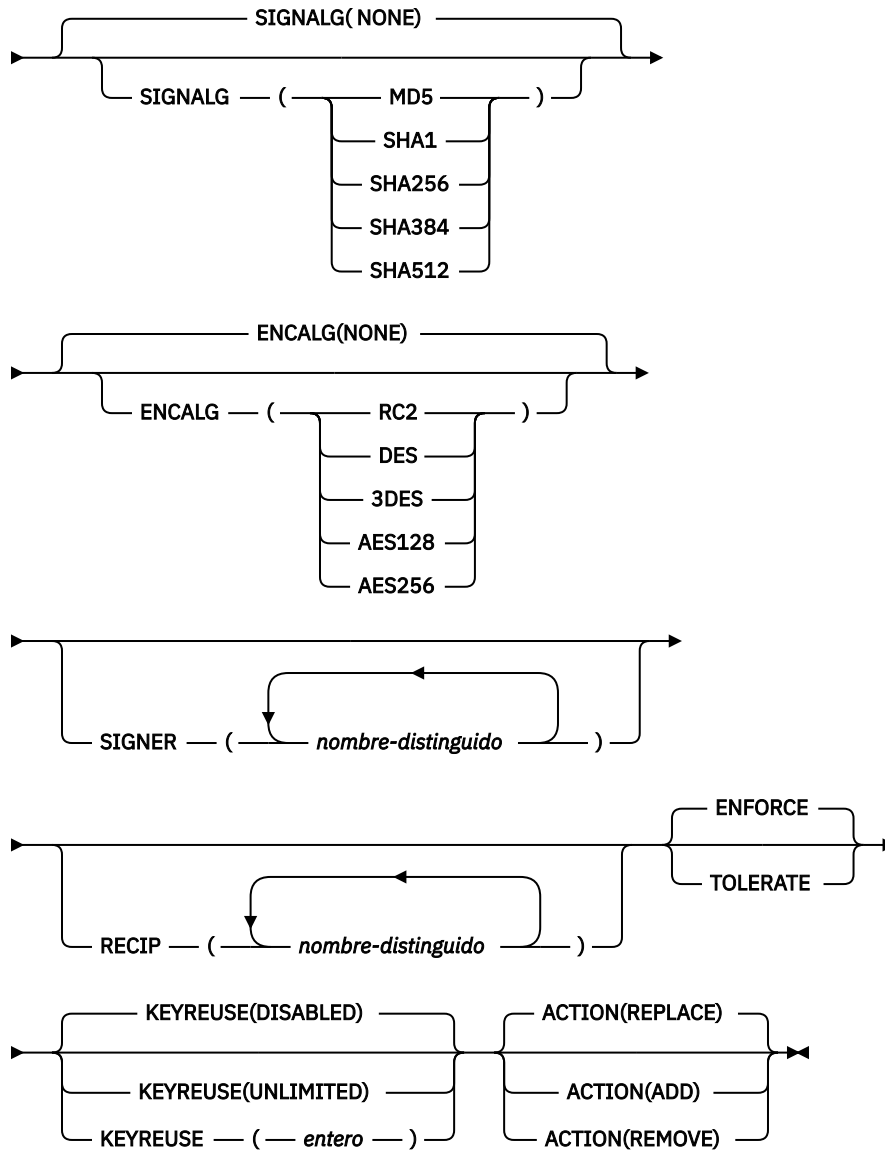 SIGNALG( NONE)
SIGNALG ( MD5 )
SHA1
SHA256
SHA384
SHA512
ENCALG(NONE)
ENCALG ( RC2 )
DES
3DES
AES128
AES256
SIGNER ( nombre-distinguido )
ENFORCE
TOLERATE
RECIP ( nombre-distinguido )
KEYREUSE(DISABLED) ACTION(REPLACE)
KEYREUSE(UNLIMITED) ACTION(ADD)
KEYREUSE ( entero ) ACTION(REMOVE)